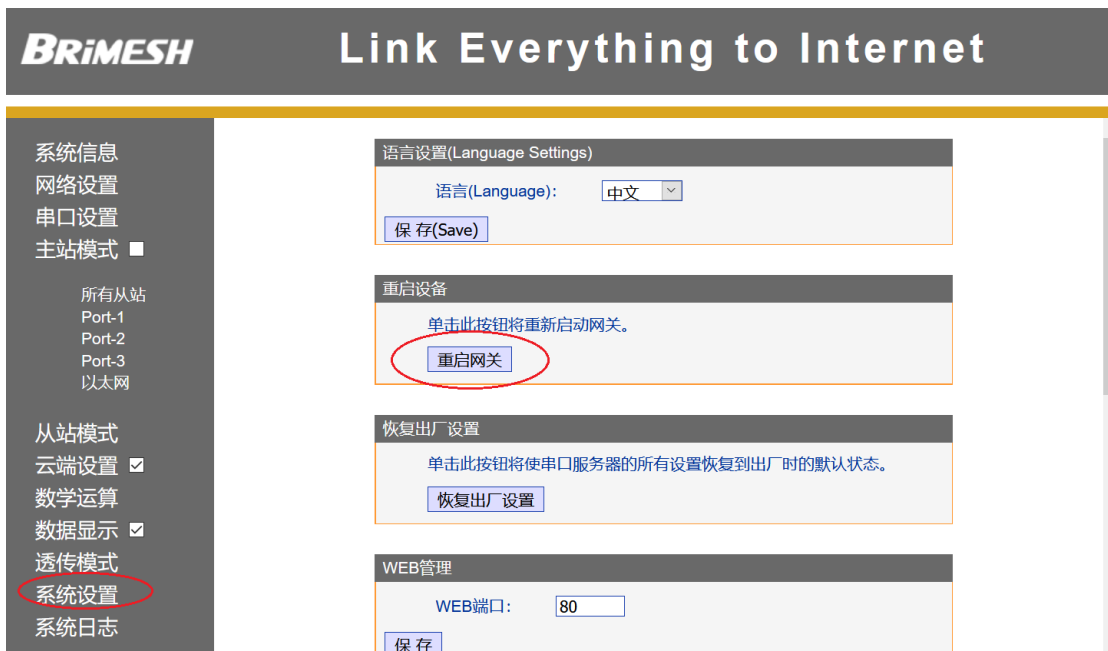 BRiMESH
Link Everything to Internet
系统信息
网络设置
串口设置
主站模式
所有从站
Port-1
Port-2
Port-3
以太网
从站模式
云端设置
数学运算
数据显示
透传模式
系统设置
系统日志
语言设置(Language Settings)
语言(Language): 中文
保 存(Save)
重启设备
单击此按钮将重新启动网关。
重启网关
恢复出厂设置
单击此按钮将使串口服务器的所有设置恢复到出厂时的默认状态。
恢复出厂设置
WEB管理
WEB端口: 80
保 存